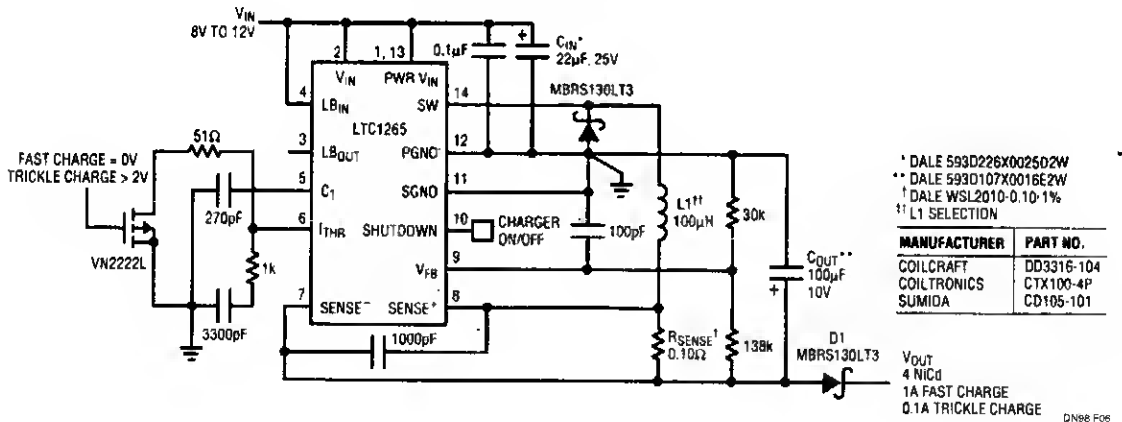 VIN
8V TO 12V
2
1, 13
VIN
PWR VIN
4
LBIN
SW
14
LTC1265
3
LBOUT
PGNO
12
SGNO
11
5
C1
6
ITHR
SHUTDOWN
10
CHARGER
ON/OFF
VFB
9
7
SENSE−
SENSE+
8
0.1µF
CIN*
22µF, 25V
MBRS130LT3
51Ω
FAST CHARGE = 0V
TRICKLE CHARGE > 2V
270pF
VN2222L
1k
3300pF
1000pF
100pF
L1††
100µH
30k
COUT**
100µF
10V
RSENSE†
0.10Ω
138k
D1
MBRS130LT3
VOUT
4 NiCd
1A FAST CHARGE
0.1A TRICKLE CHARGE
* DALE 593D226X0025D2W
** DALE 593D107X0016E2W
† DALE WSL2010-0.10-1%
†† L1 SELECTION
MANUFACTURER PART NO.
COILCRAFT DD3316-104
COILTRONICS CTX100-4P
SUMIDA CD105-101
DN98 F06